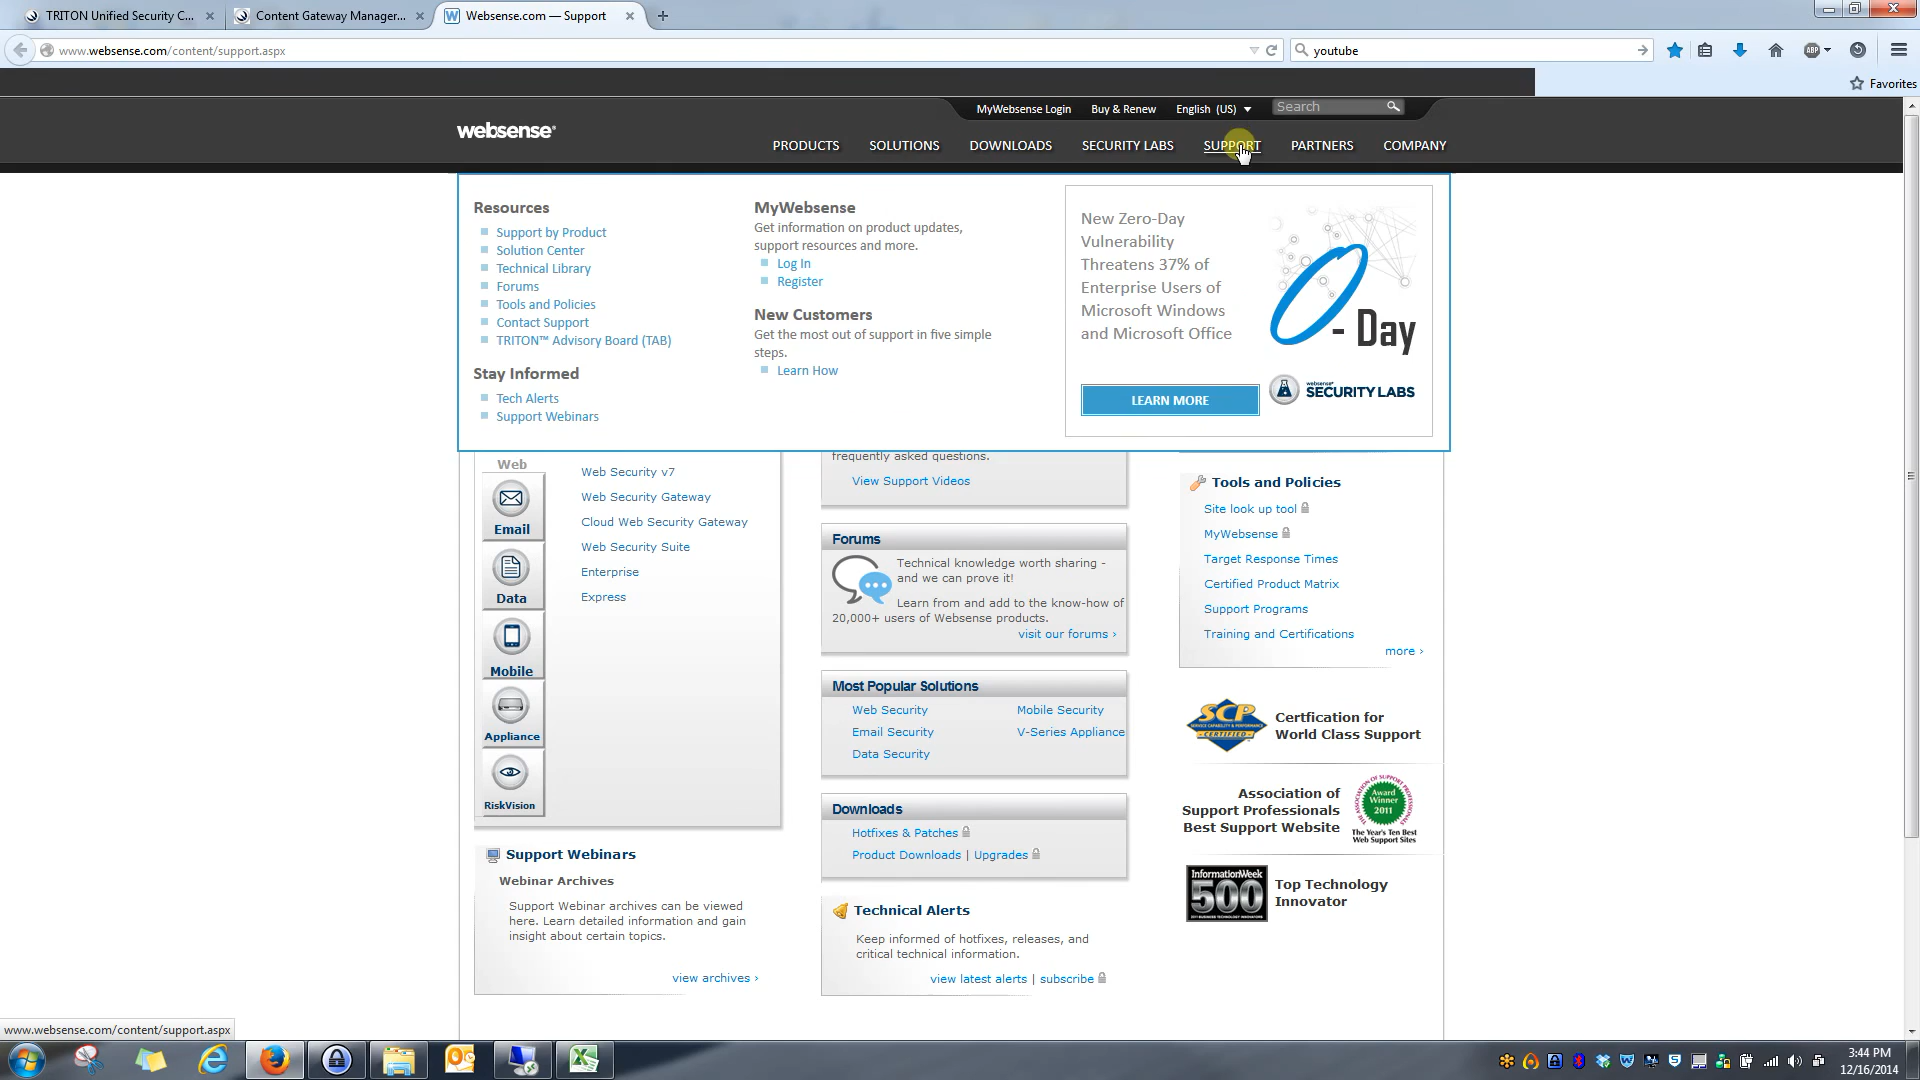 TRITON Unified Security C...
Content Gateway Manager...
Websense.com — Support
www.websense.com/content/support.aspx
youtube
ABP
Favorites
MyWebsense Login
Buy & Renew
English (US)
Search
websense
PRODUCTS
SOLUTIONS
DOWNLOADS
SECURITY LABS
SUPPORT
PARTNERS
COMPANY
Resources
Support by Product
Solution Center
Technical Library
Forums
Tools and Policies
Contact Support
TRITON™ Advisory Board (TAB)
Stay Informed
Tech Alerts
Support Webinars
MyWebsense
Get information on product updates,
support resources and more.
Log In
Register
New Customers
Get the most out of support in five simple
steps.
Learn How
New Zero-Day
Vulnerability
Threatens 37% of
Enterprise Users of
Microsoft Windows
and Microsoft Office
LEARN MORE
0 - Day
websense
SECURITY LABS
Web
Email
Data
Mobile
Appliance
RiskVision
Web Security v7
Web Security Gateway
Cloud Web Security Gateway
Web Security Suite
Enterprise
Express
Support Webinars
Webinar Archives
Support Webinar archives can be viewed
here. Learn detailed information and gain
insight about certain topics.
view archives ›
frequently asked questions.
View Support Videos
Forums
Technical knowledge worth sharing -
and we can prove it!
Learn from and add to the know-how of
20,000+ users of Websense products.
visit our forums ›
Most Popular Solutions
Web Security
Mobile Security
Email Security
V-Series Appliance
Data Security
Downloads
Hotfixes & Patches
Product Downloads | Upgrades
Technical Alerts
Keep informed of hotfixes, releases, and
critical technical information.
view latest alerts | subscribe
Tools and Policies
Site look up tool
MyWebsense
Target Response Times
Certified Product Matrix
Support Programs
Training and Certifications
more ›
SCP
SERVICE CAPABILITY & PERFORMANCE
CERTIFIED
Certfication for
World Class Support
Association of
Support Professionals
Best Support Website
Award
Winner
2011
The Year's Ten Best
Web Support Sites
InformationWeek
500
Top Technology
Innovator
www.websense.com/content/support.aspx
3:44 PM
12/16/2014